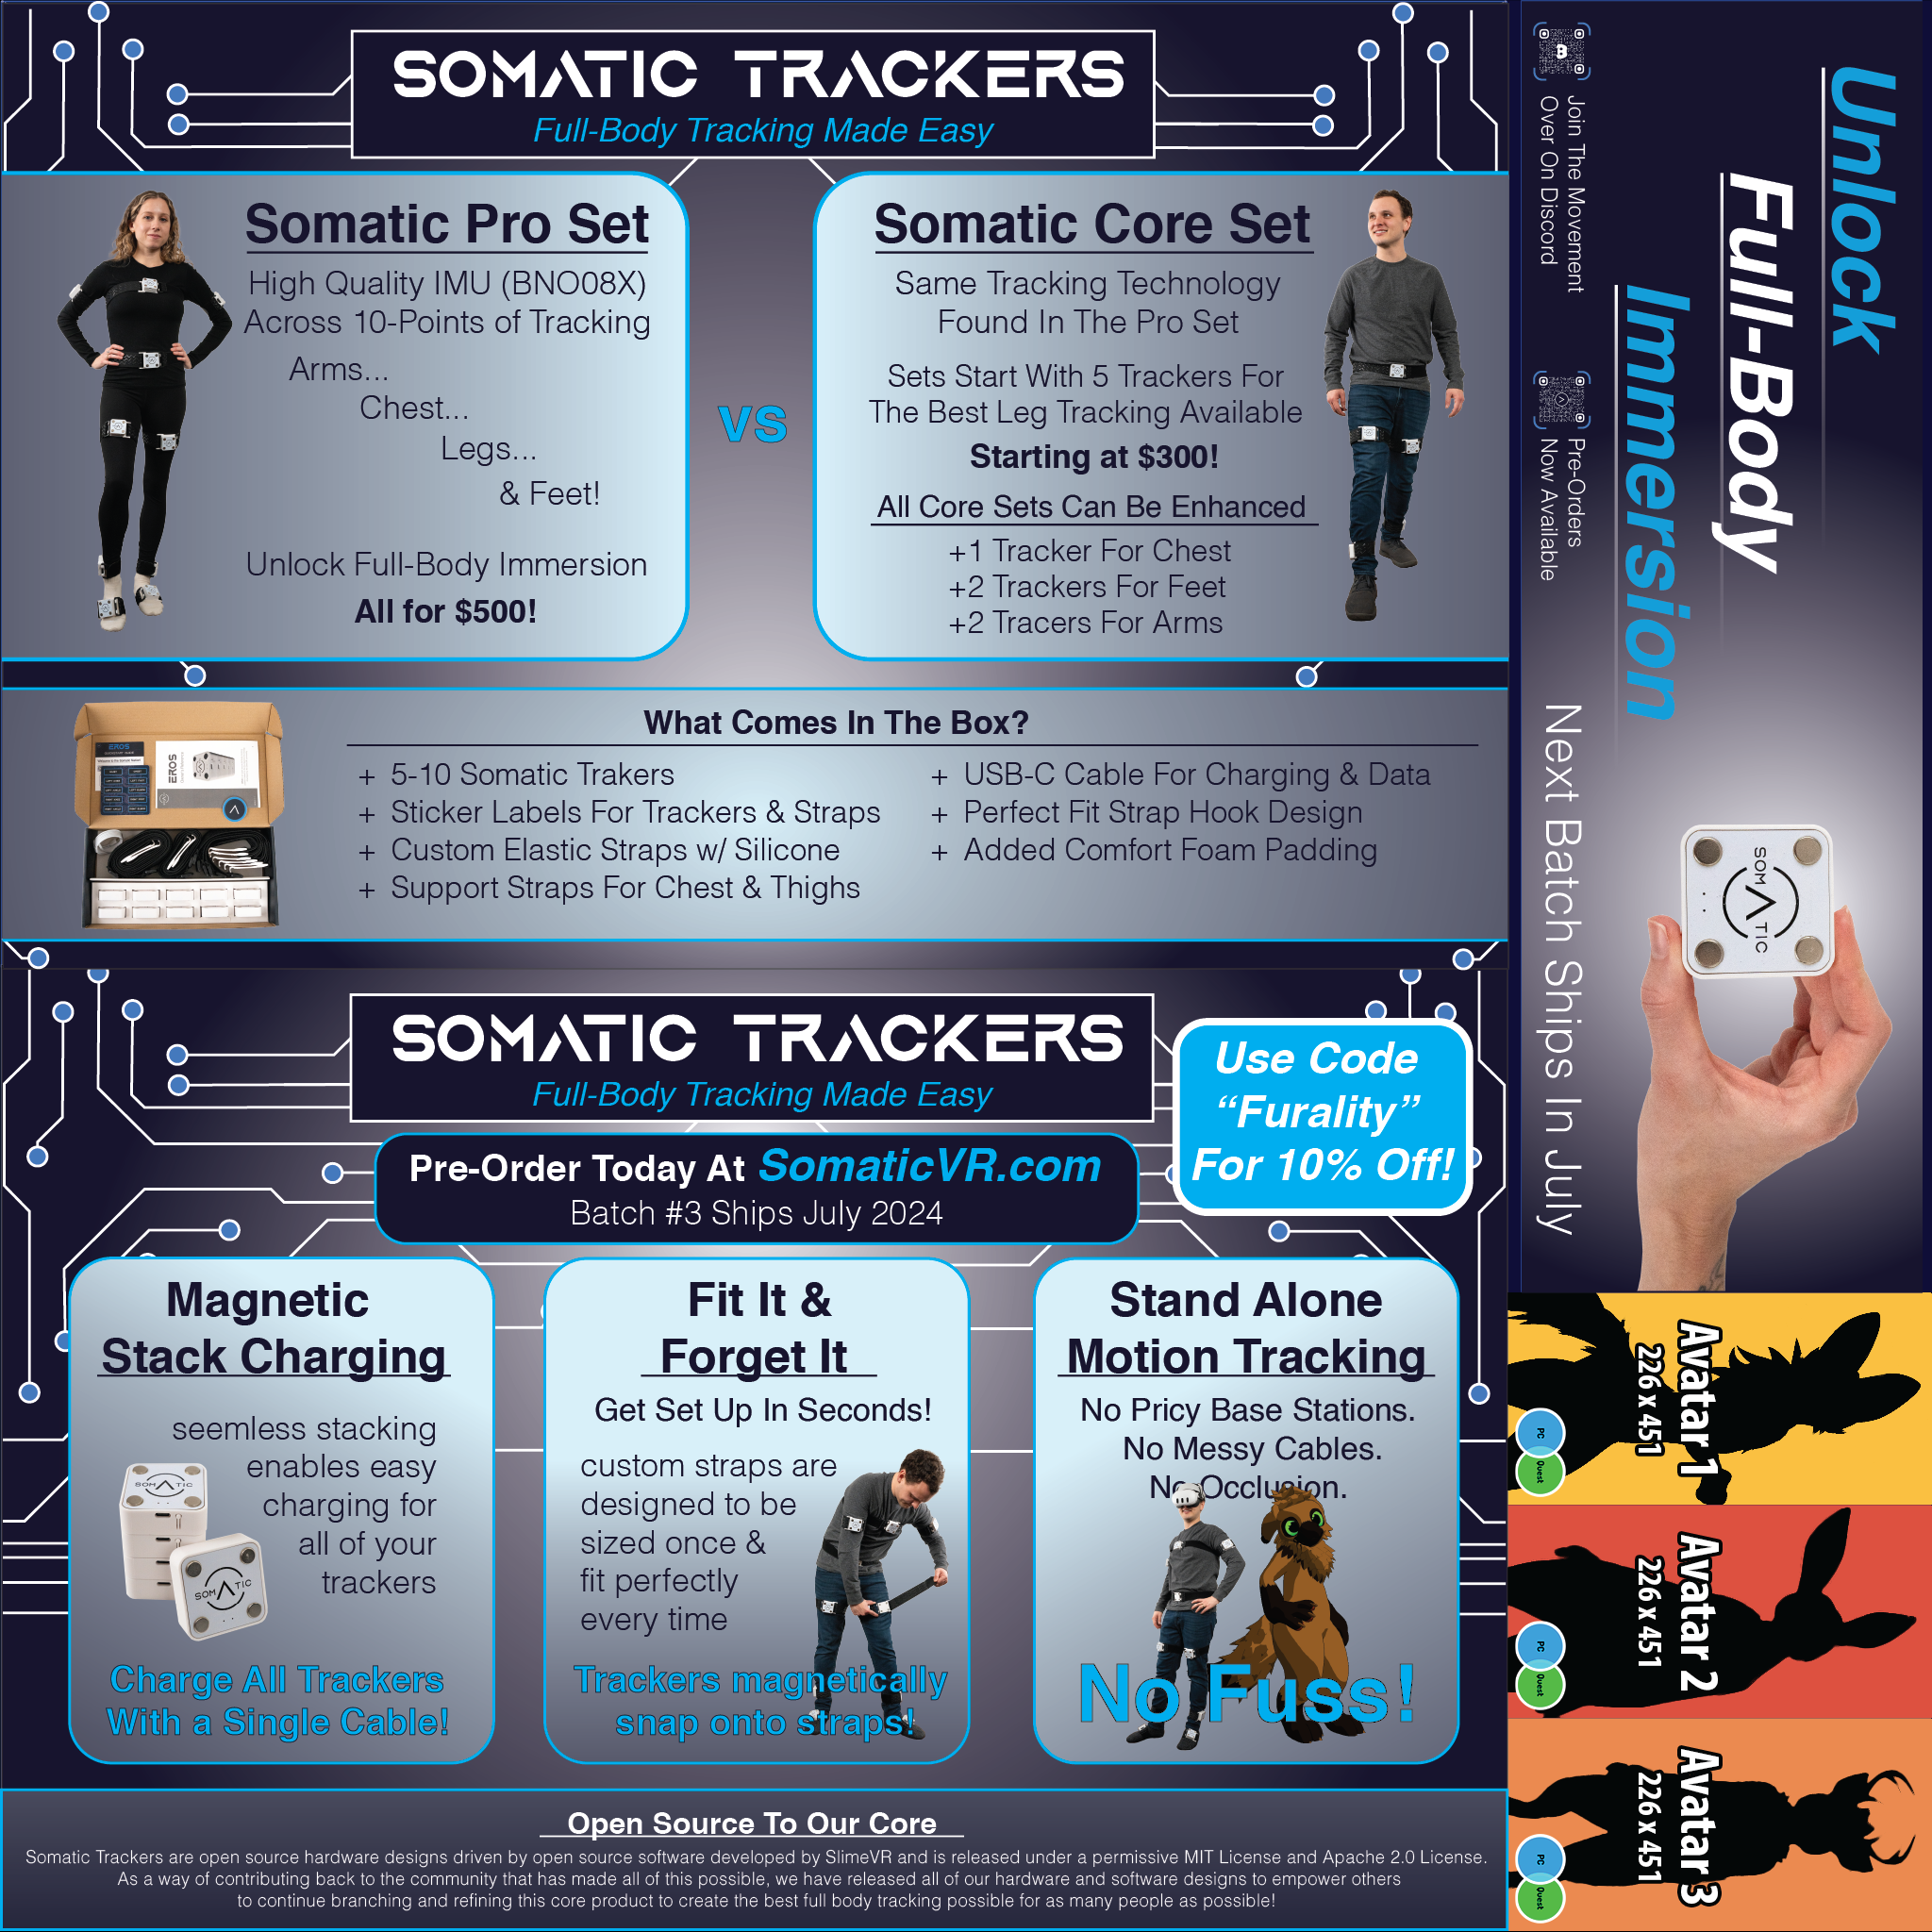 SOMATIC TRACKERS
Full-Body Tracking Made Easy
Somatic Pro Set
High Quality IMU (BNO08X)
Across 10-Points of Tracking
Arms...
Chest...
Legs...
& Feet!
Unlock Full-Body Immersion
All for $500!
vs
Somatic Core Set
Same Tracking Technology
Found In The Pro Set
Sets Start With 5 Trackers For
The Best Leg Tracking Available
Starting at $300!
All Core Sets Can Be Enhanced
+1 Tracker For Chest
+2 Trackers For Feet
+2 Tracers For Arms
What Comes In The Box?
+ 5-10 Somatic Trakers
+ Sticker Labels For Trackers & Straps
+ Custom Elastic Straps w/ Silicone
+ Support Straps For Chest & Thighs
+ USB-C Cable For Charging & Data
+ Perfect Fit Strap Hook Design
+ Added Comfort Foam Padding
EROS
EROS
SOMATIC TRACKERS
Full-Body Tracking Made Easy
Pre-Order Today At SomaticVR.com
Batch #3 Ships July 2024
Use Code
“Furality”
For 10% Off!
Magnetic
Stack Charging
seemless stacking
enables easy
charging for
all of your
trackers
SOMATIC
SOMATIC
Charge All Trackers
With a Single Cable!
Fit It &
Forget It
Get Set Up In Seconds!
custom straps are
designed to be
sized once &
fit perfectly
every time
Trackers magnetically
snap onto straps!
Stand Alone
Motion Tracking
No Pricy Base Stations.
No Messy Cables.
No Occlusion.
No Fuss!
Open Source To Our Core
Somatic Trackers are open source hardware designs driven by open source software developed by SlimeVR and is released under a permissive MIT License and Apache 2.0 License.
As a way of contributing back to the community that has made all of this possible, we have released all of our hardware and software designs to empower others
to continue branching and refining this core product to create the best full body tracking possible for as many people as possible!
Unlock
Full-Body
Immersion
Join The Movement
Over On Discord
Pre-Orders
Now Available
Next Batch Ships In July
SOMATIC
Avatar 1
226 x 451
PC
Quest
Avatar 2
226 x 451
PC
Quest
Avatar 3
226 x 451
PC
Quest